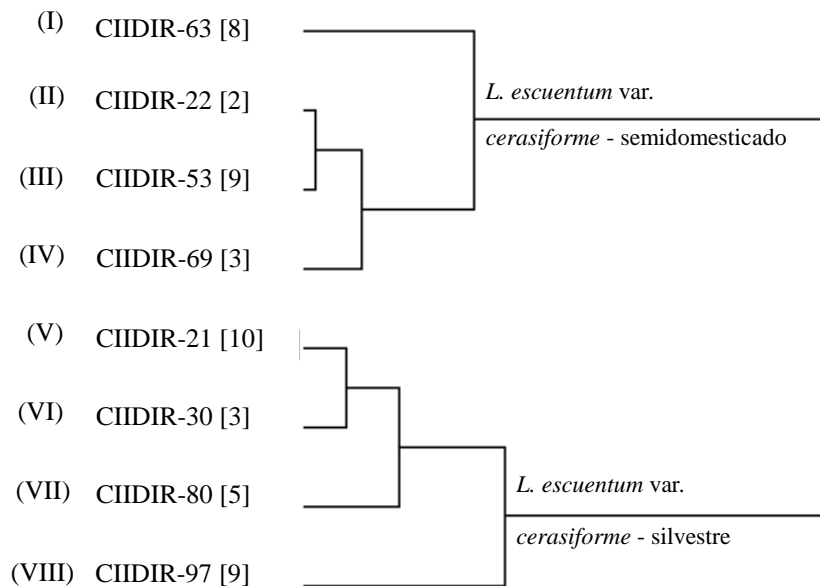 (I) CIIDIR-63 [8]
L. escuentum var.
(II) CIIDIR-22 [2]
cerasiforme - semidomesticado
(III) CIIDIR-53 [9]
(IV) CIIDIR-69 [3]
(V) CIIDIR-21 [10]
(VI) CIIDIR-30 [3]
L. escuentum var.
(VII) CIIDIR-80 [5]
cerasiforme - silvestre
(VIII) CIIDIR-97 [9]